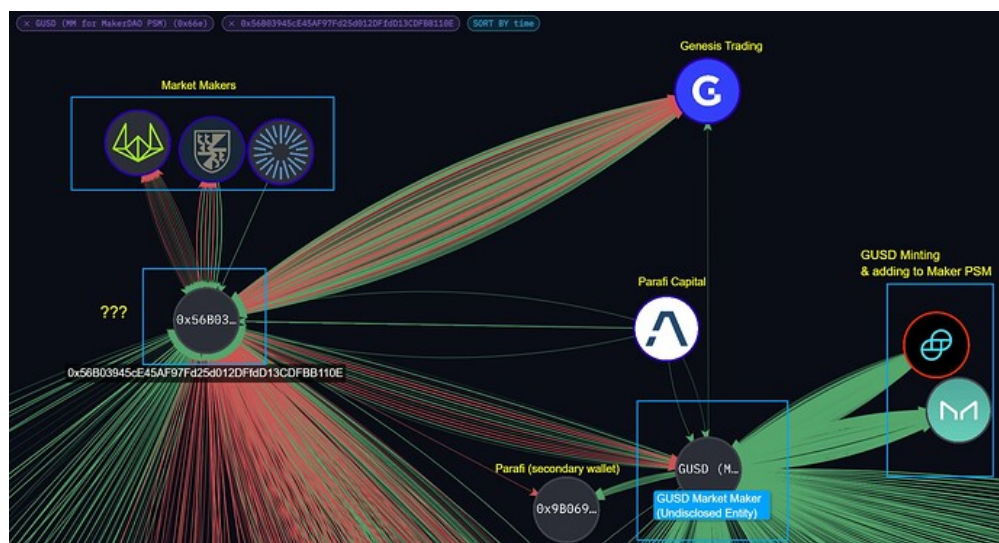 × GUSD (MM for MakerDAO PSM) (0x66e) × 0x56B03945cE45AF97Fd25d012DFfdD13CDFBB110E SORT BY time
Genesis Trading
Market Makers
GUSD Minting
& adding to Maker PSM
Parafi Capital
???
0x56B03…
0x56B03945cE45AF97Fd25d012DFfdD13CDFBB110E
Parafi (secondary wallet)
GUSD (M…
0x9B069…
GUSD Market Maker
(Undisclosed Entity)